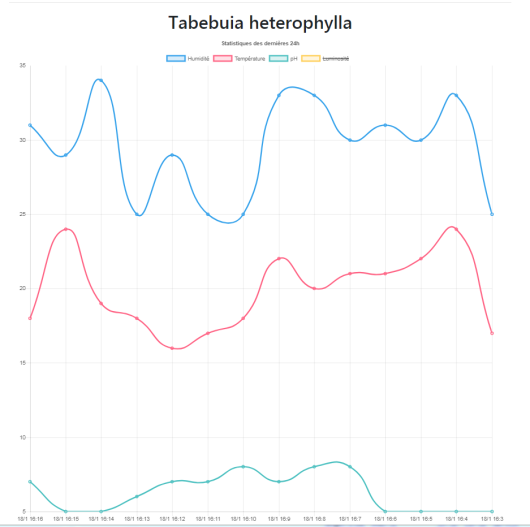 Tabebuia heterophylla
Statistiques des dernières 24h
Humidité Température pH Luminosité
35
30
25
20
15
10
5
18/1 16:16 18/1 16:15 18/1 16:14 18/1 16:13 18/1 16:12 18/1 16:11 18/1 16:10 18/1 16:9 18/1 16:8 18/1 16:7 18/1 16:6 18/1 16:5 18/1 16:4 18/1 16:3